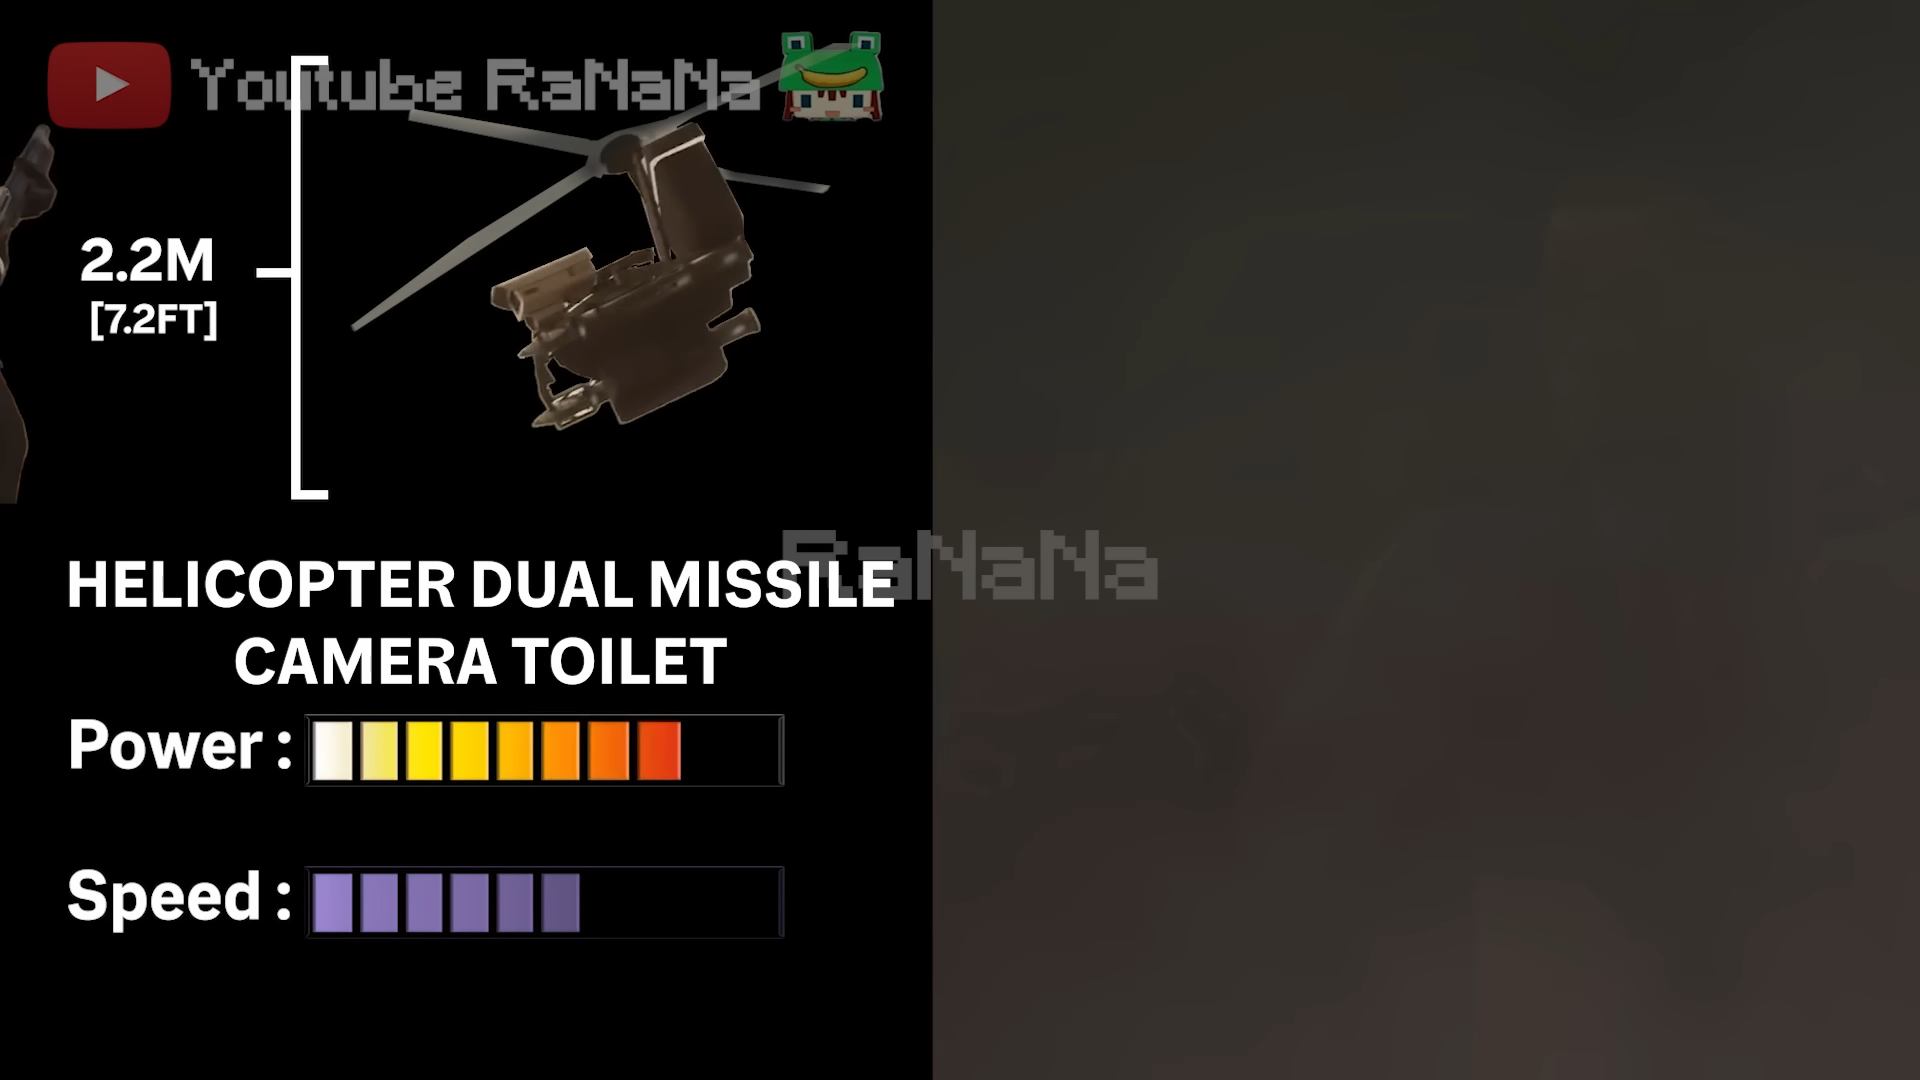 Youtube RaNaNa
2.2M
[7.2FT]
RaNaNa
HELICOPTER DUAL MISSILE
CAMERA TOILET
Power :
Speed :